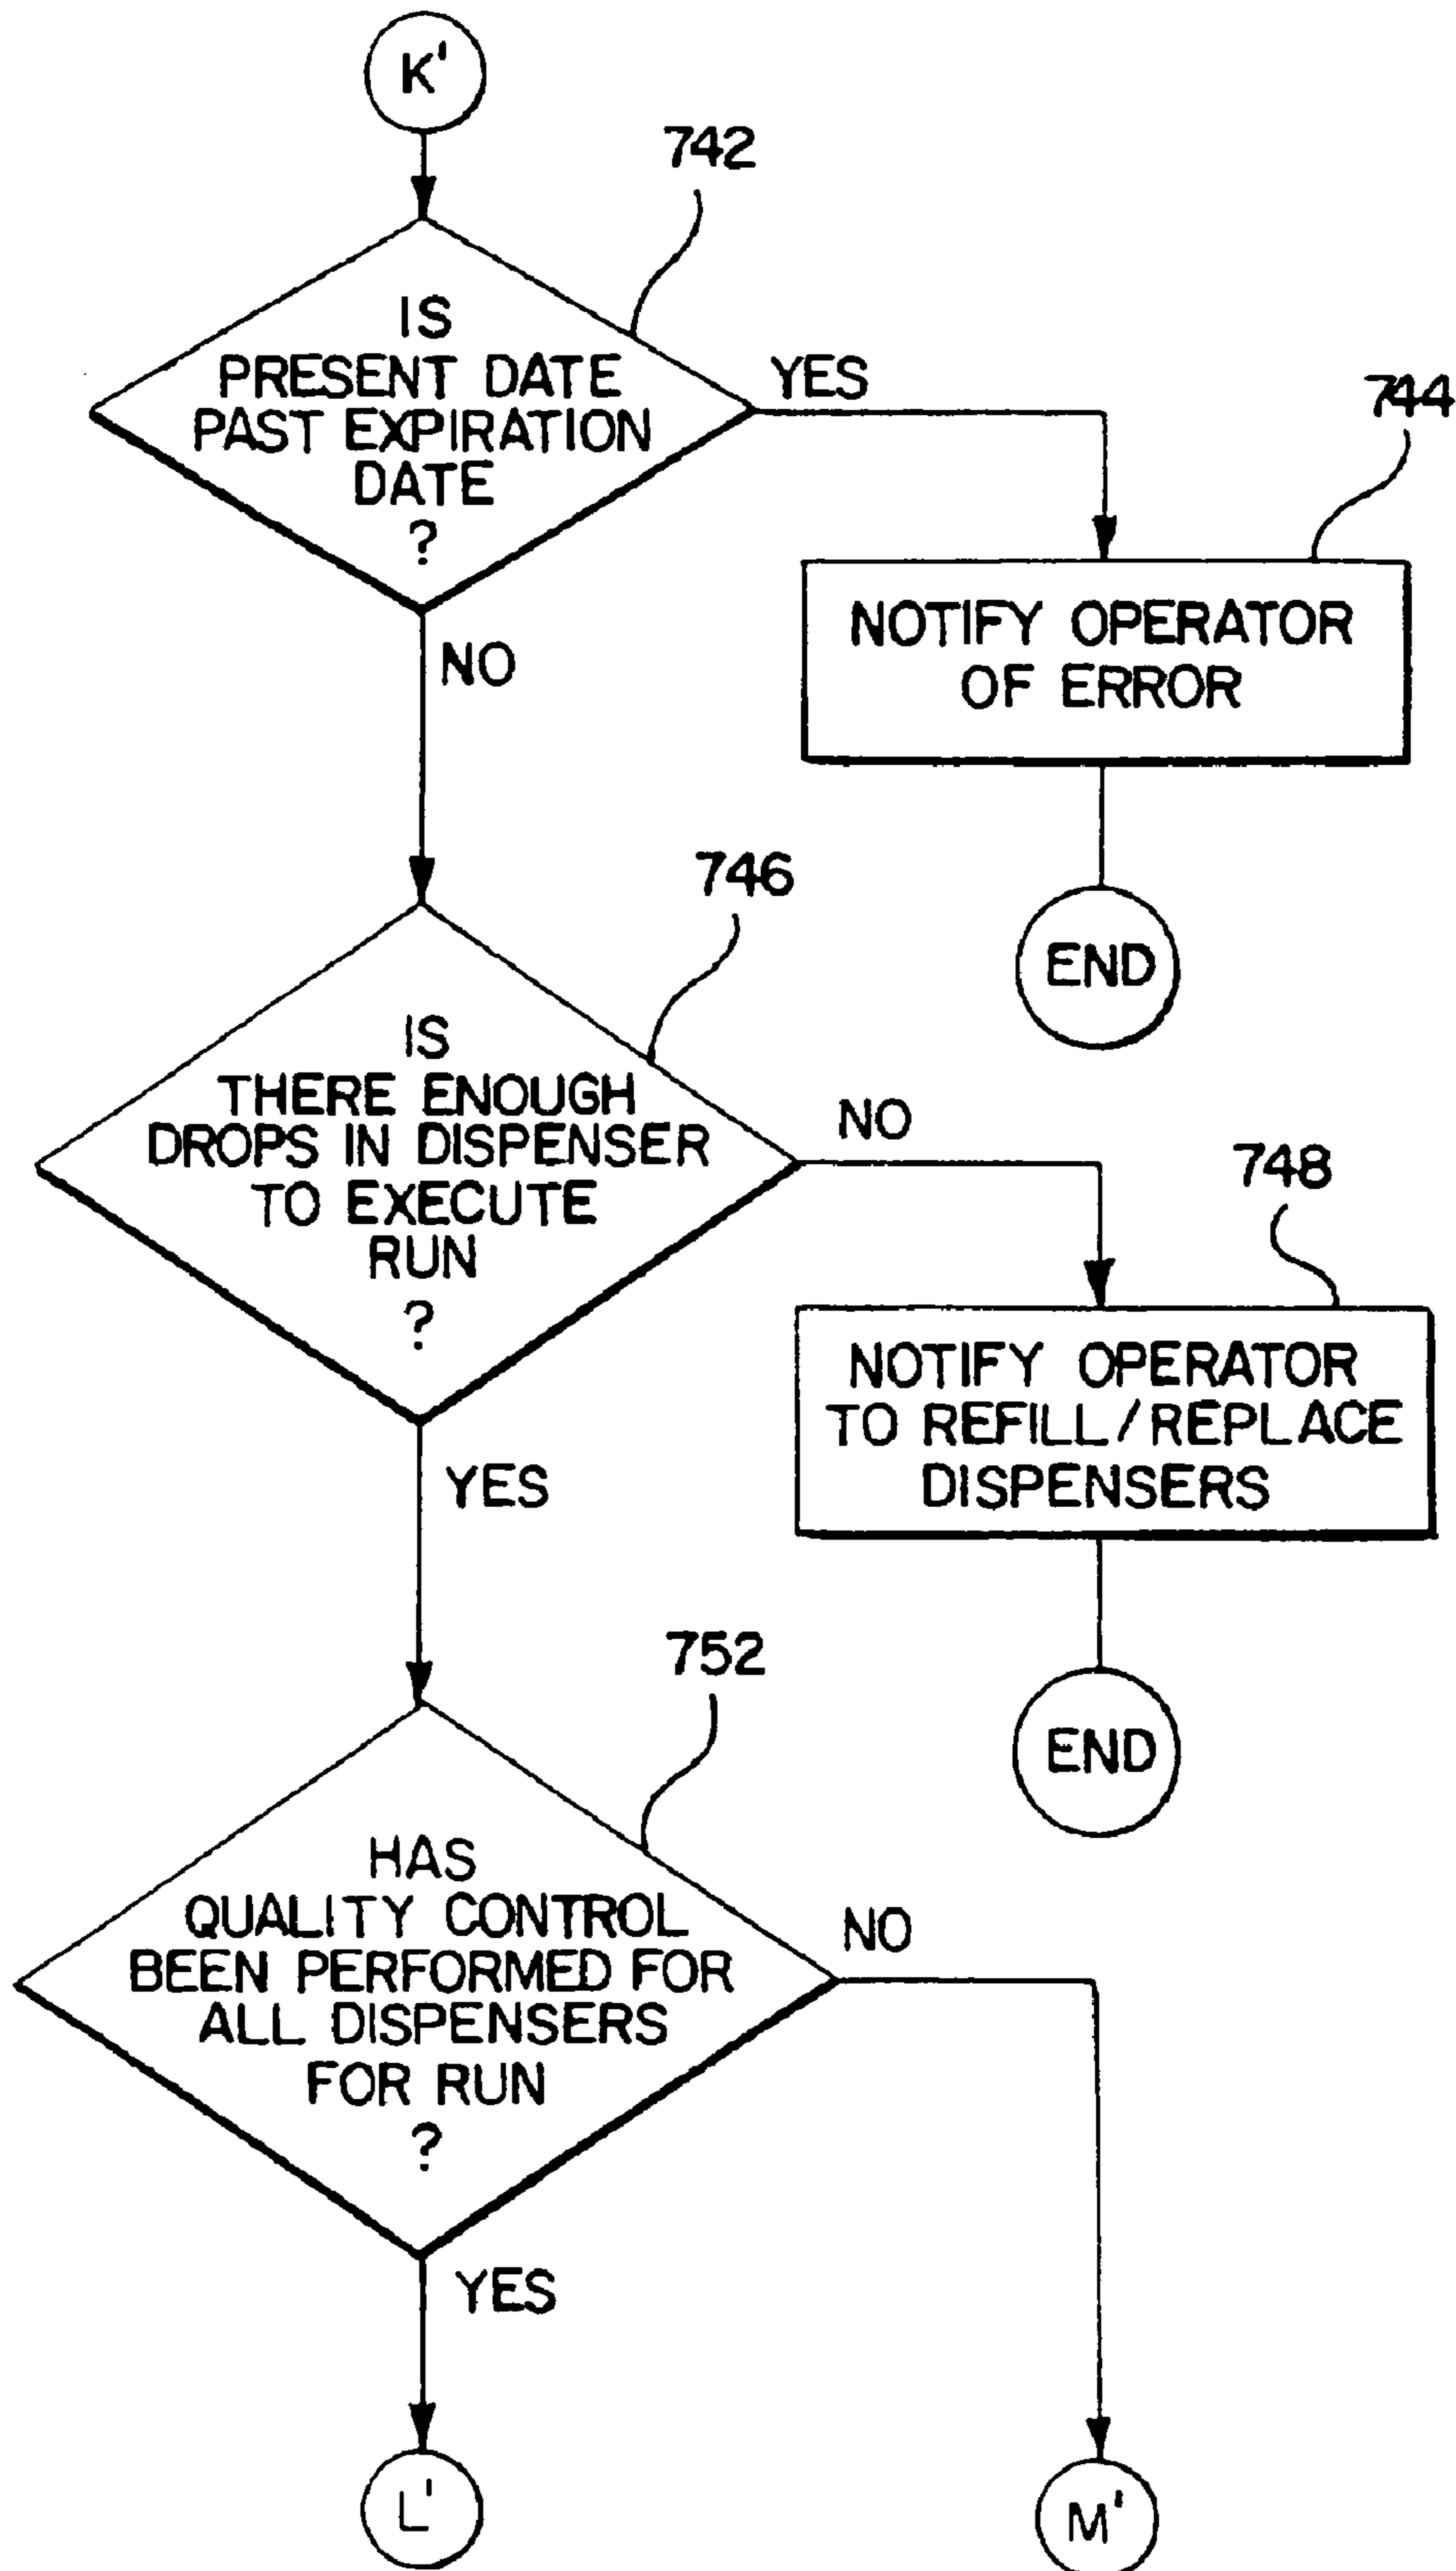 K'
742
IS
PRESENT DATE
PAST EXPIRATION
DATE
?
YES
744
NOTIFY OPERATOR
OF ERROR
END
NO
746
IS
THERE ENOUGH
DROPS IN DISPENSER
TO EXECUTE
RUN
?
NO
748
NOTIFY OPERATOR
TO REFILL/REPLACE
DISPENSERS
END
YES
752
HAS
QUALITY CONTROL
BEEN PERFORMED FOR
ALL DISPENSERS
FOR RUN
?
NO
YES
L'
M'